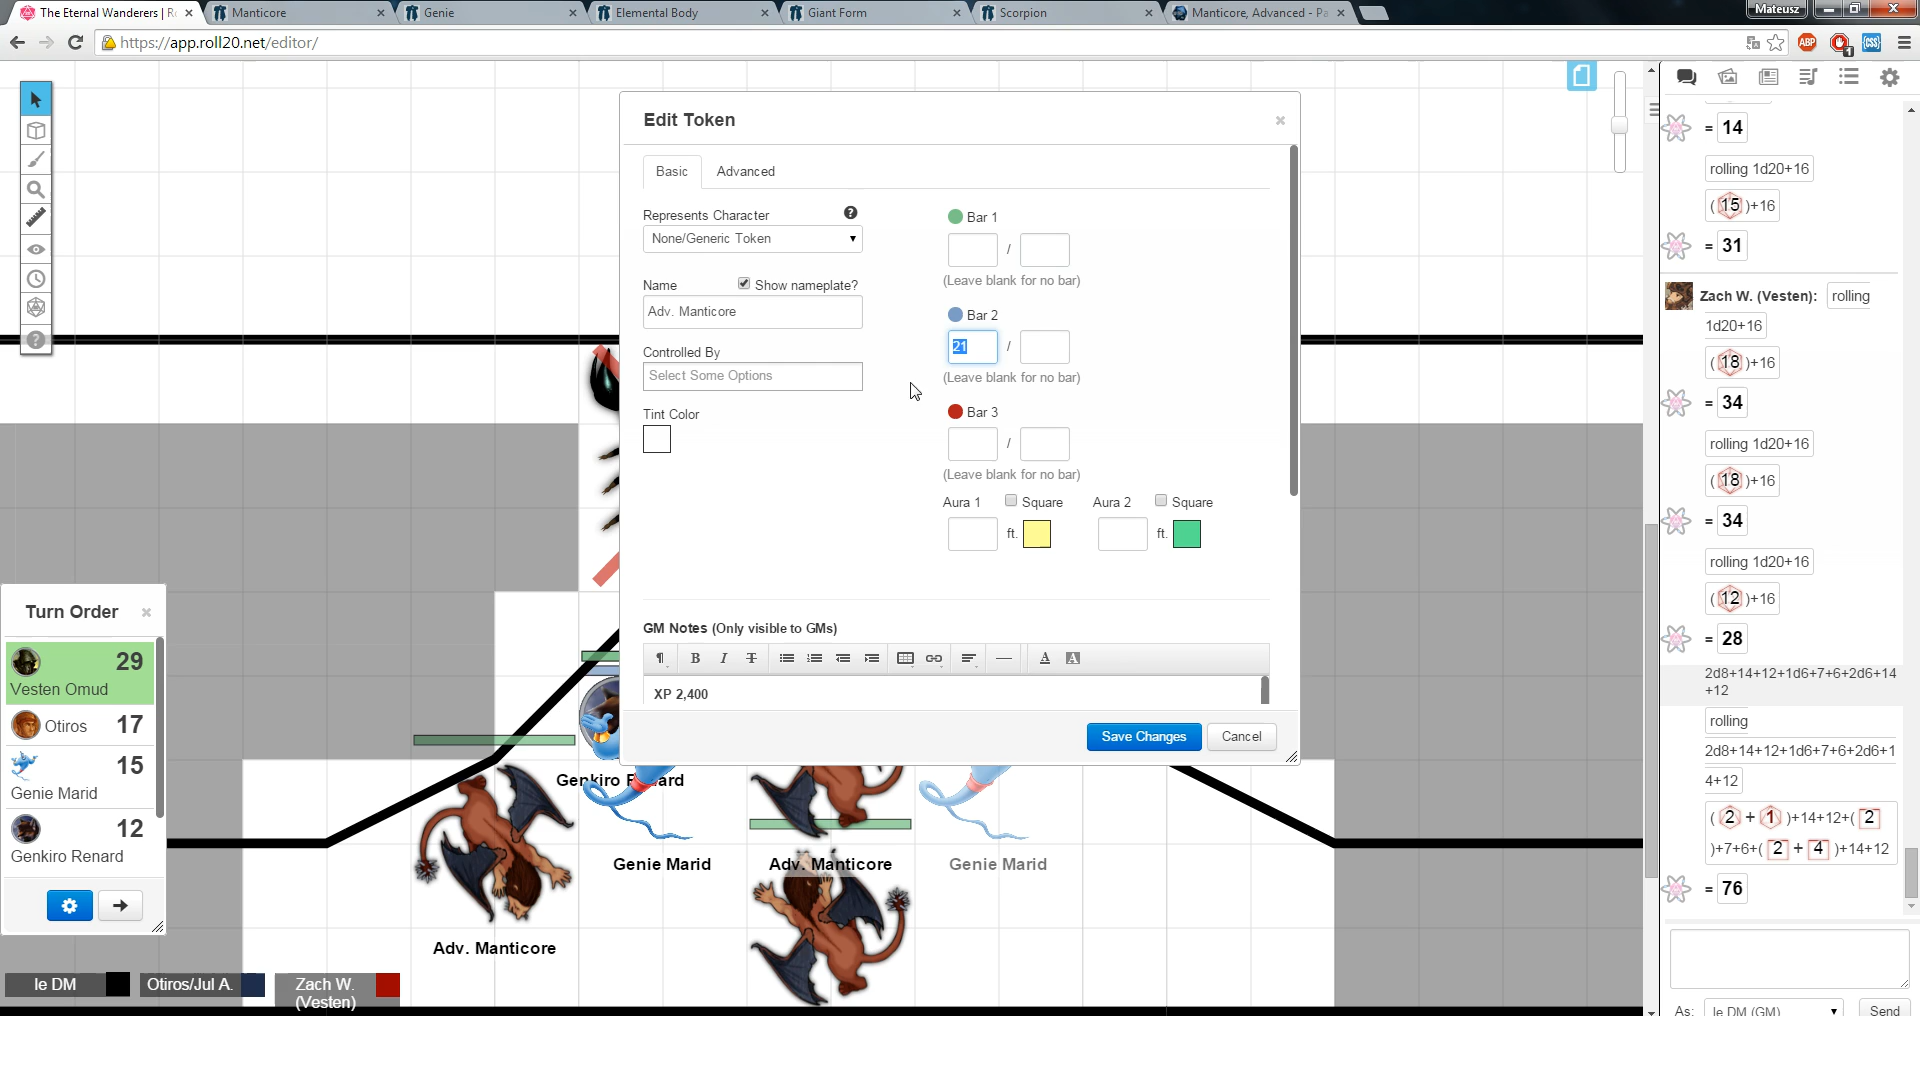 The Eternal Wanderers | R
Manticore
Genie
Elemental Body
Giant Form
Scorpion
Manticore, Advanced - Pa
Mateusz
https://app.roll20.net/editor/
ABP
1
{CSS}
Edit Token
Basic
Advanced
Represents Character
None/Generic Token
Name
Show nameplate?
Adv. Manticore
Controlled By
Select Some Options
Tint Color
Bar 1
/
(Leave blank for no bar)
Bar 2
21 /
(Leave blank for no bar)
Bar 3
/
(Leave blank for no bar)
Aura 1
Square
Aura 2
Square
ft.
ft.
GM Notes (Only visible to GMs)
XP 2,400
Save Changes
Cancel
Turn Order
29
Vesten Omud
Otiros 17
15
Genie Marid
12
Genkiro Renard
Genie Marid
Adv. Manticore
Genie Marid
Adv. Manticore
le DM
Otiros/Jul A.
Zach W.
(Vesten)
= 14
rolling 1d20+16
(15)+16
= 31
Zach W. (Vesten): rolling
1d20+16
(18)+16
= 34
rolling 1d20+16
(18)+16
= 34
rolling 1d20+16
(12)+16
= 28
2d8+14+12+1d6+7+6+2d6+14
+12
rolling
2d8+14+12+1d6+7+6+2d6+1
4+12
(2+1)+14+12+(2
)+7+6+(2+4)+14+12
= 76
As:
le DM (GM)
Send